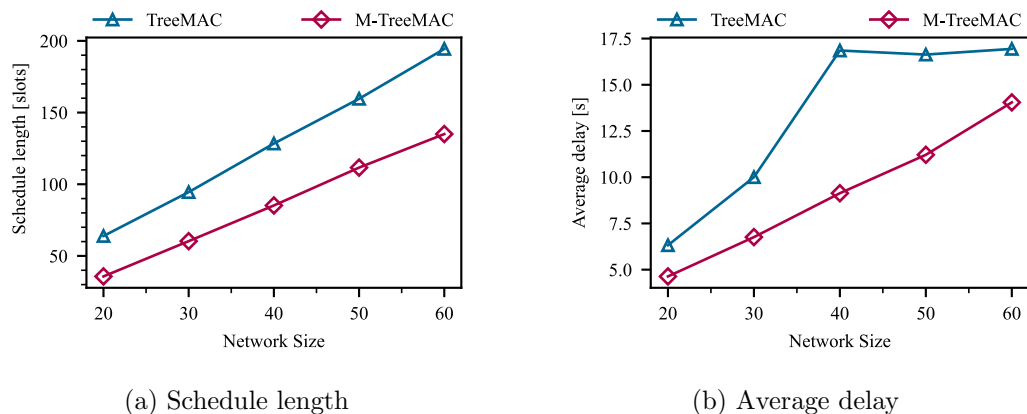 TreeMAC M-TreeMAC
200
150
100
50
Schedule length [slots]
20 30 40 50 60
Network Size
(a) Schedule length
TreeMAC M-TreeMAC
17.5
15.0
12.5
10.0
7.5
5.0
Average delay [s]
20 30 40 50 60
Network Size
(b) Average delay